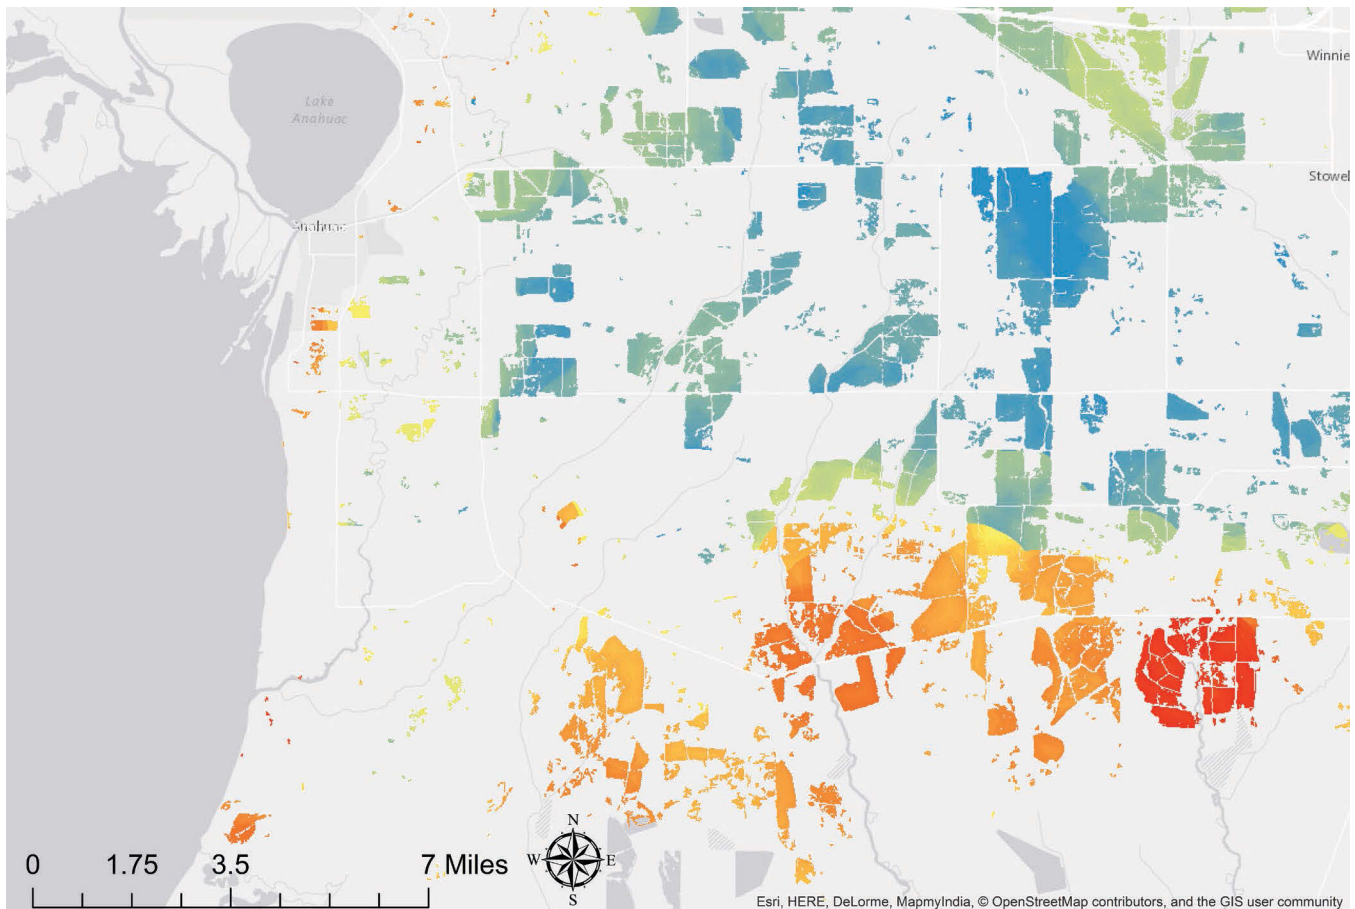 Winnie
Lake
Anahuac
Stowel
Anahuac
N
W E
S
0 1.75 3.5 7 Miles
Esri, HERE, DeLorme, MapmyIndia, © OpenStreetMap contributors, and the GIS user community